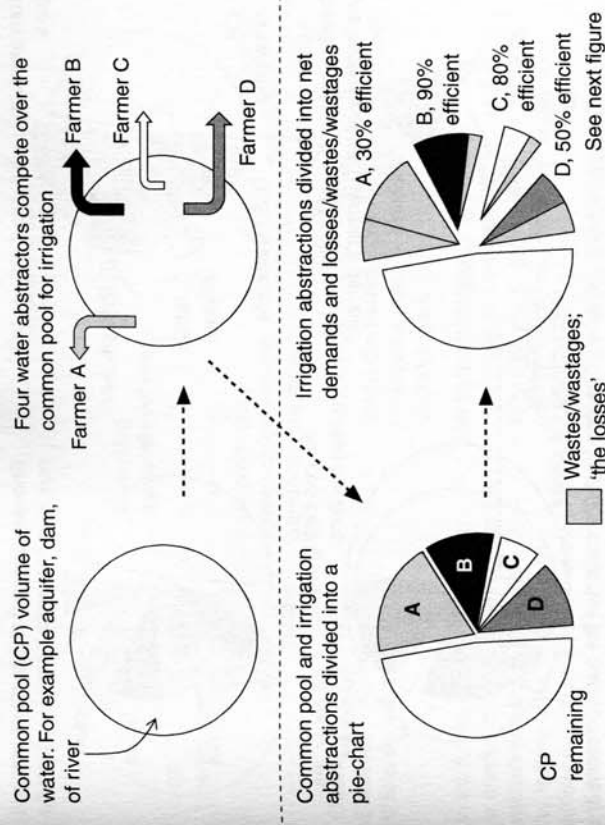 Common pool (CP) volume of
water. For example aquifer, dam,
of river
Four water abstractors compete over the
common pool for irrigation
Farmer A
Farmer B
Farmer C
Farmer D
Common pool and irrigation
abstractions divided into a
pie-chart
A
B
C
D
CP
remaining
Irrigation abstractions divided into net
demands and losses/wastes/wastages
A, 30% efficient
B, 90%
efficient
C, 80%
efficient
D, 50% efficient
Wastes/wastages;
'the losses'
See next figure